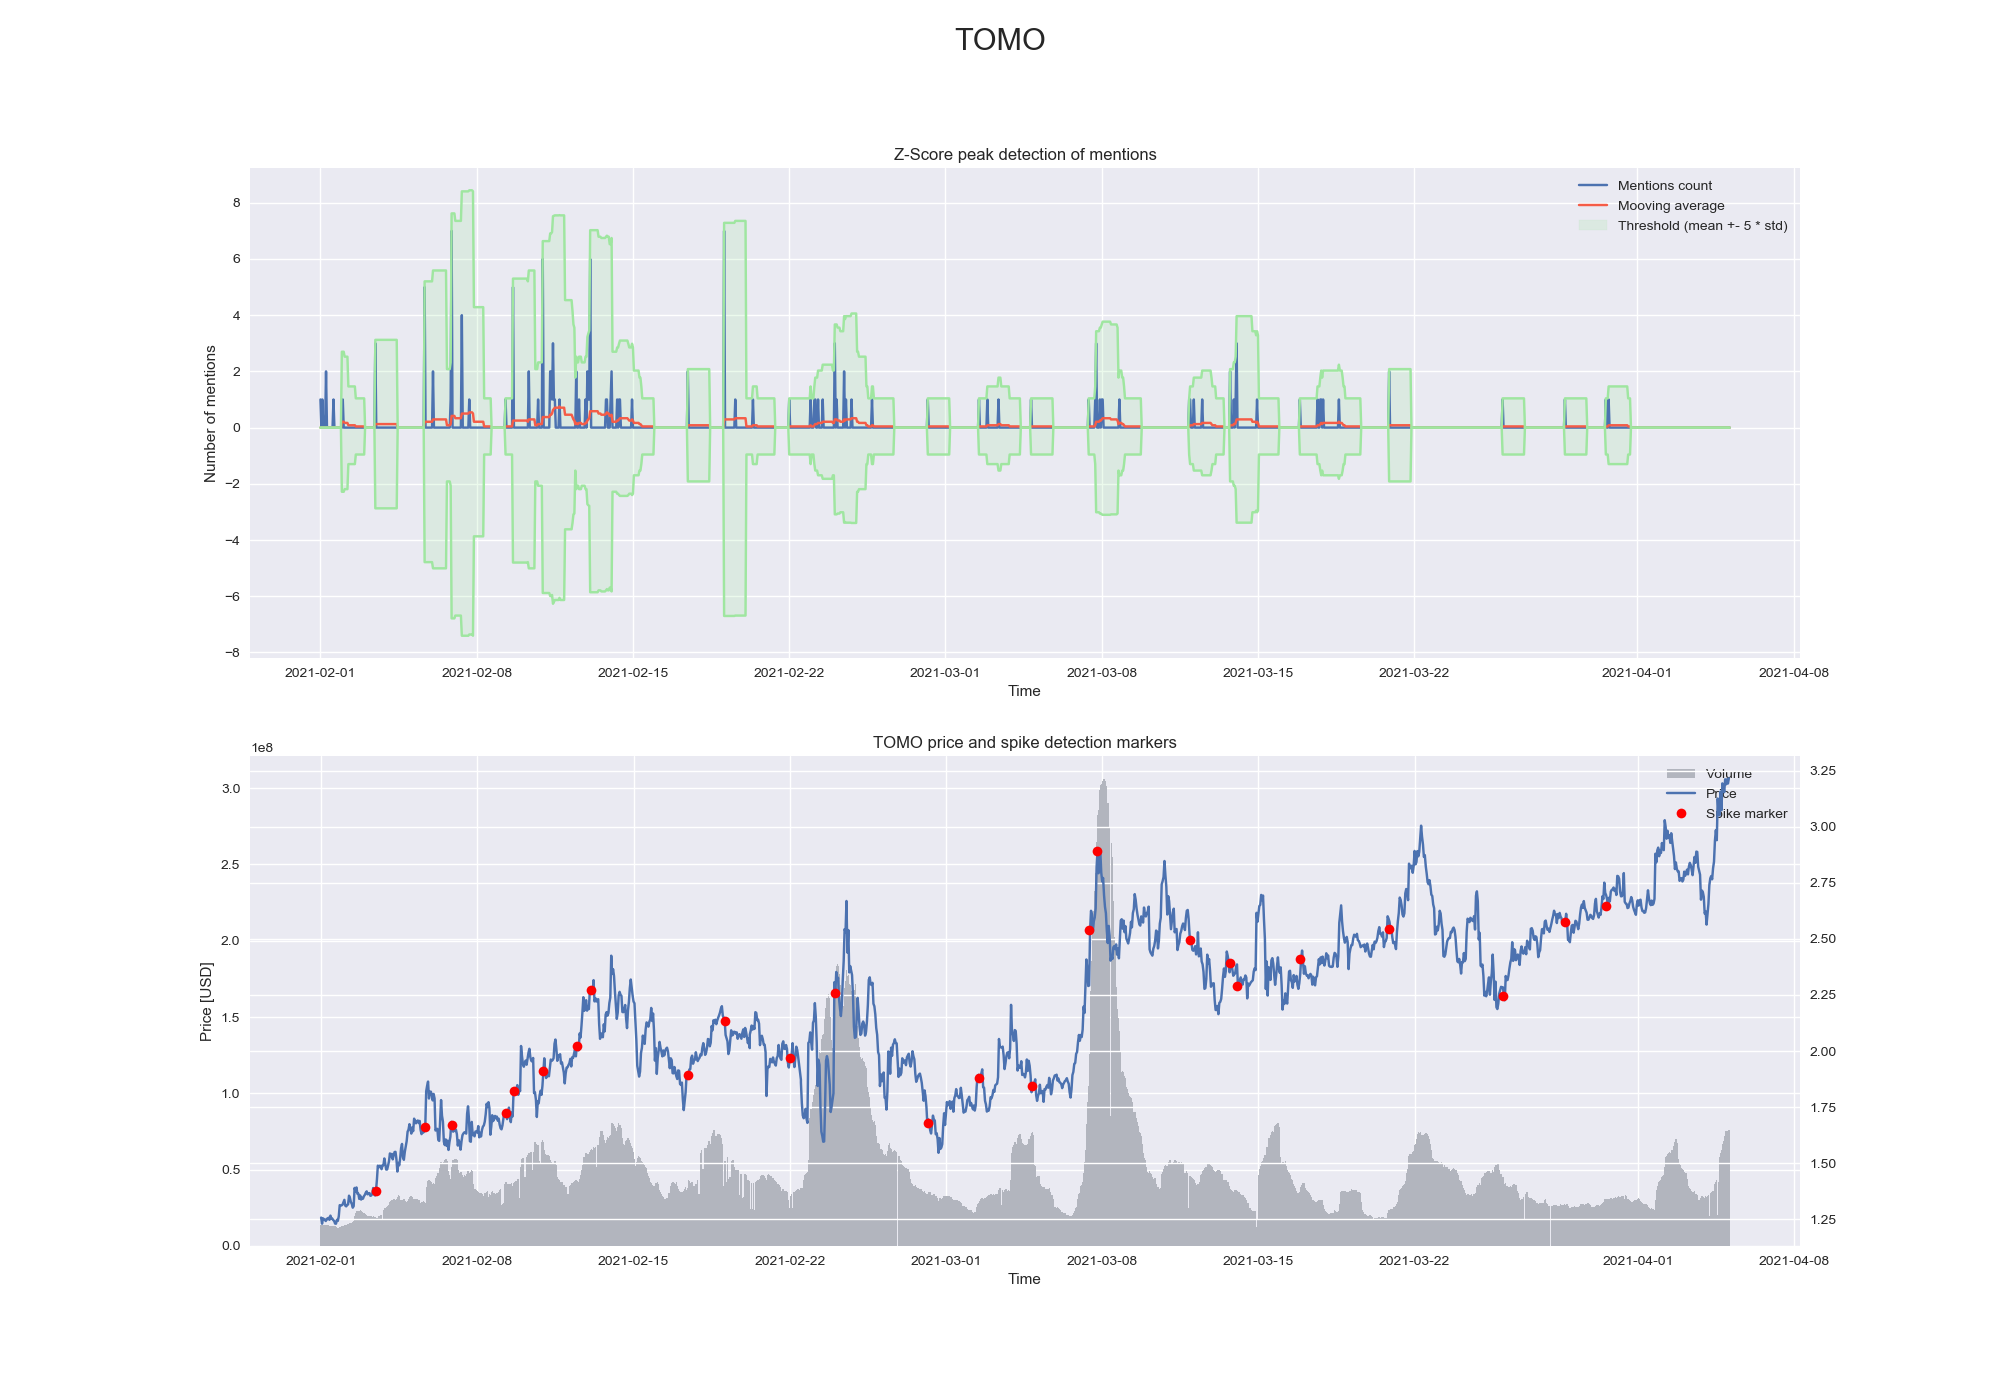 TOMO
Z-Score peak detection of mentions
Mentions count
Mooving average
Threshold (mean +- 5 * std)
Number of mentions
8
6
4
2
0
−2
−4
−6
−8
2021-02-01 2021-02-08 2021-02-15 2021-02-22 2021-03-01 2021-03-08 2021-03-15 2021-03-22 2021-04-01 2021-04-08
Time
TOMO price and spike detection markers
1e8
Volume
Price
Spike marker
Price [USD]
3.0
2.5
2.0
1.5
1.0
0.5
0.0
3.25
3.00
2.75
2.50
2.25
2.00
1.75
1.50
1.25
2021-02-01 2021-02-08 2021-02-15 2021-02-22 2021-03-01 2021-03-08 2021-03-15 2021-03-22 2021-04-01 2021-04-08
Time